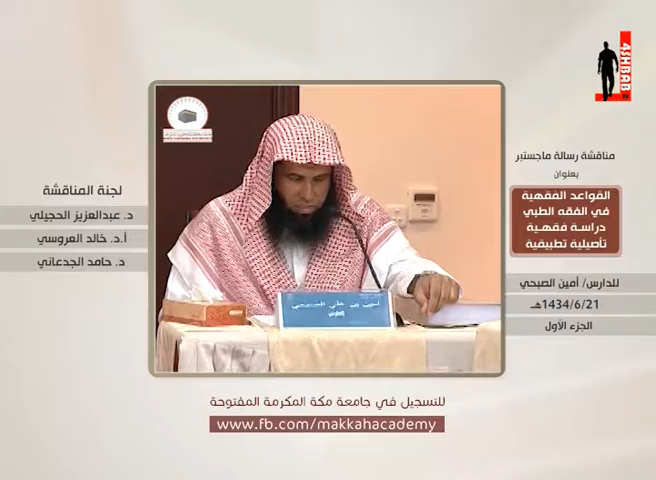 4SHBAB
مناقشة رسالة ماجستير
بعنوان
القواعد الفقهية
في الفقه الطبي
دراسة فقهية
تأصيلية تطبيقية
للدارس/ أمين الصبحي
1434/6/21هـ
الجزء الأول
لجنة المناقشة
د. عبدالعزيز الحجيلي
أ.د. خالد العروسي
د. حامد الجدعاني
للتسجيل في جامعة مكة المكرمة المفتوحة
www.fb.com/makkahacademy